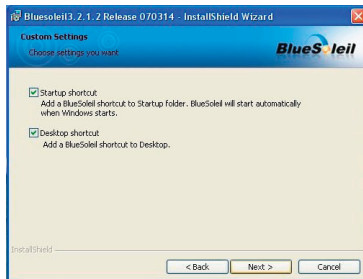 Bluesoleil3.2.1.2 Release 070314 - InstallShield Wizard
Custom Settings
Choose settings you want
BlueSoleil
Startup shortcut
Add a BlueSoleil shortcut to Startup folder. BlueSoleil will start automatically
when Windows starts.
Desktop shortcut
Add a BlueSoleil shortcut to Desktop.
InstallShield
< Back
Next >
Cancel